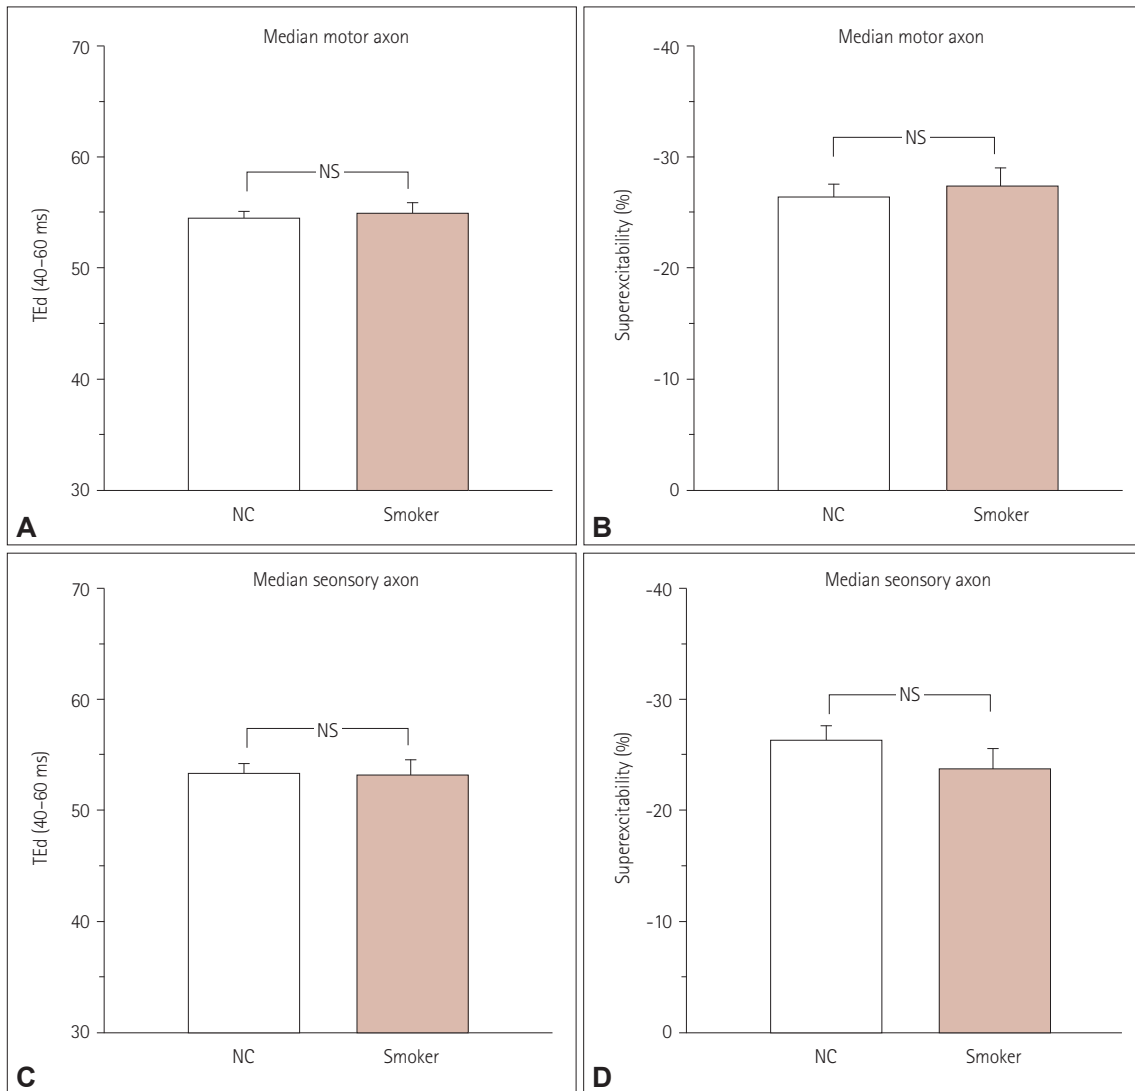 Median motor axon
70
60
50
40
30
TEd (40–60 ms)
NS
NC
Smoker
A
Median motor axon
-40
-30
-20
-10
0
Superexcitability (%)
NS
NC
Smoker
B
Median seonsory axon
70
60
50
40
30
TEd (40–60 ms)
NS
NC
Smoker
C
Median seonsory axon
-40
-30
-20
-10
0
Superexcitability (%)
NS
NC
Smoker
D